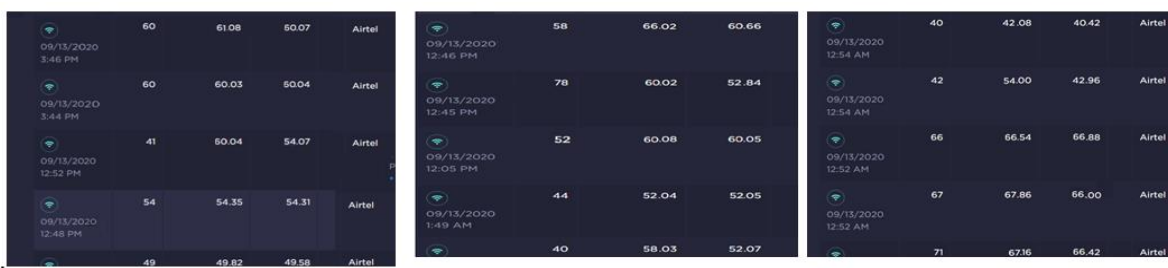 60 61.08 50.07 Airtel
09/13/2020
3:46 PM
60 60.03 50.04 Airtel
09/13/2020
3:44 PM
41 50.04 54.07 Airtel
09/13/2020
12:52 PM
54 54.35 54.31 Airtel
09/13/2020
12:48 PM
49 49.82 49.58 Airtel
58 66.02 60.66
09/13/2020
12:46 PM
78 60.02 52.84
09/13/2020
12:45 PM
52 60.08 60.05
09/13/2020
12:05 PM
44 52.04 52.05
09/13/2020
1:49 AM
40 58.03 52.07
40 42.08 40.42 Airtel
09/13/2020
12:54 AM
42 54.00 42.96 Airtel
09/13/2020
12:54 AM
66 66.54 66.88 Airtel
09/13/2020
12:52 AM
67 67.86 66.00 Airtel
09/13/2020
12:52 AM
71 67.16 66.42 Airtel